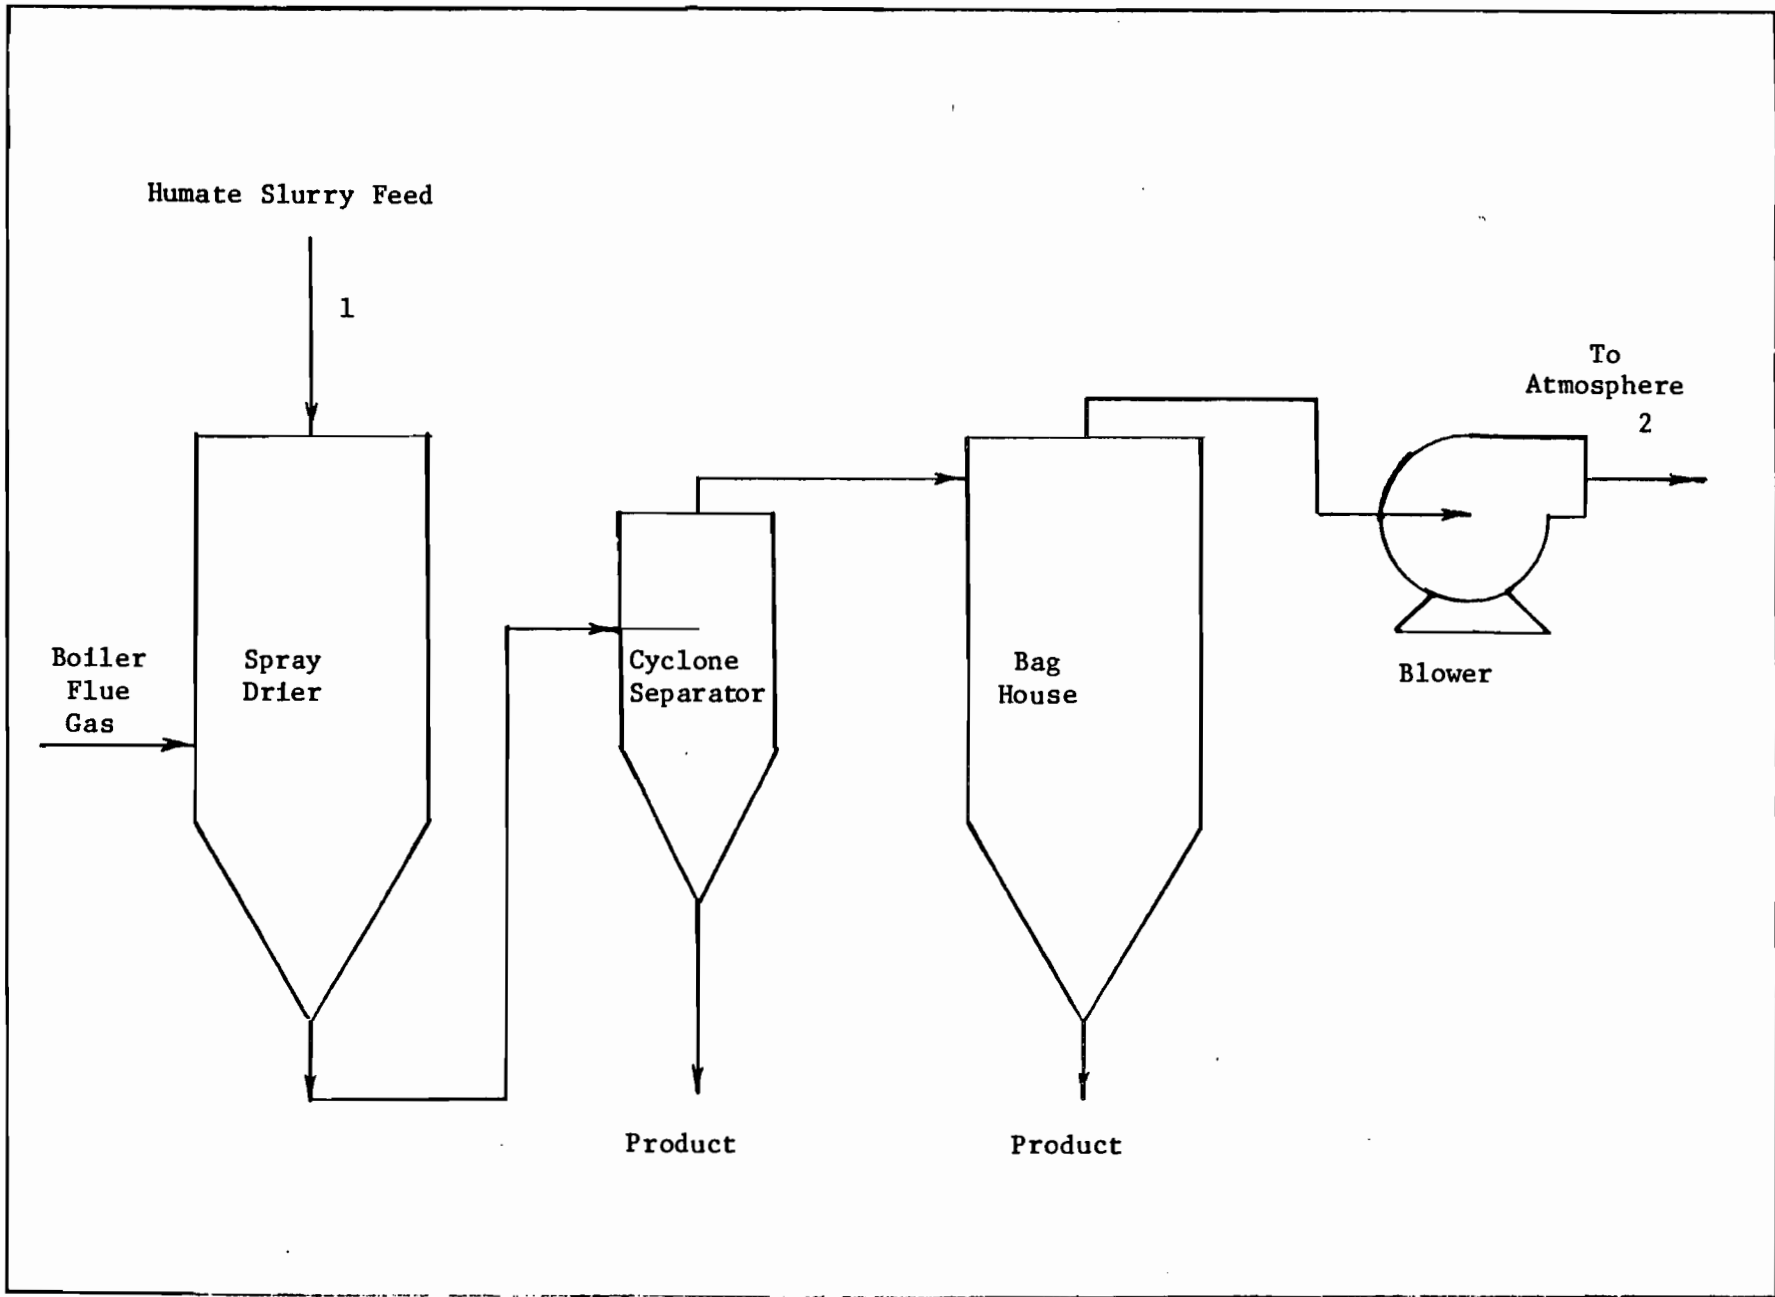 Humate Slurry Feed
1
To
Atmosphere
2
Boiler
Flue
Gas
Spray
Drier
Cyclone
Separator
Bag
House
Blower
Product
Product